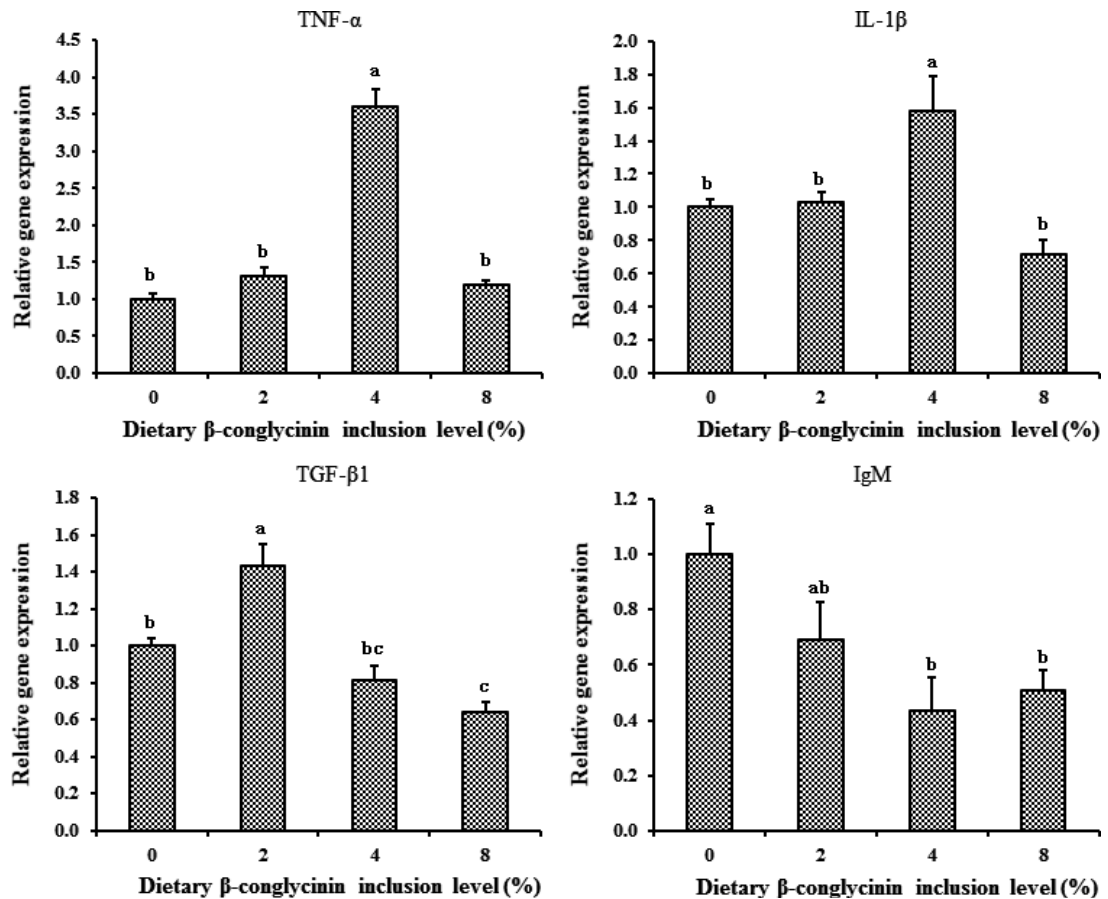 TNF-α
4.5
4.0
3.5
3.0
2.5
2.0
1.5
1.0
0.5
0.0
Relative gene expression
b
b
a
b
0 2 4 8
Dietary β-conglycinin inclusion level (%)
IL-1β
2.0
1.8
1.6
1.4
1.2
1.0
0.8
0.6
0.4
0.2
0.0
Relative gene expression
b
b
a
b
0 2 4 8
Dietary β-conglycinin inclusion level (%)
TGF-β1
1.8
1.6
1.4
1.2
1.0
0.8
0.6
0.4
0.2
0.0
Relative gene expression
b
a
bc
c
0 2 4 8
Dietary β-conglycinin inclusion level (%)
IgM
1.2
1.0
0.8
0.6
0.4
0.2
0.0
Relative gene expression
a
ab
b
b
0 2 4 8
Dietary β-conglycinin inclusion level (%)